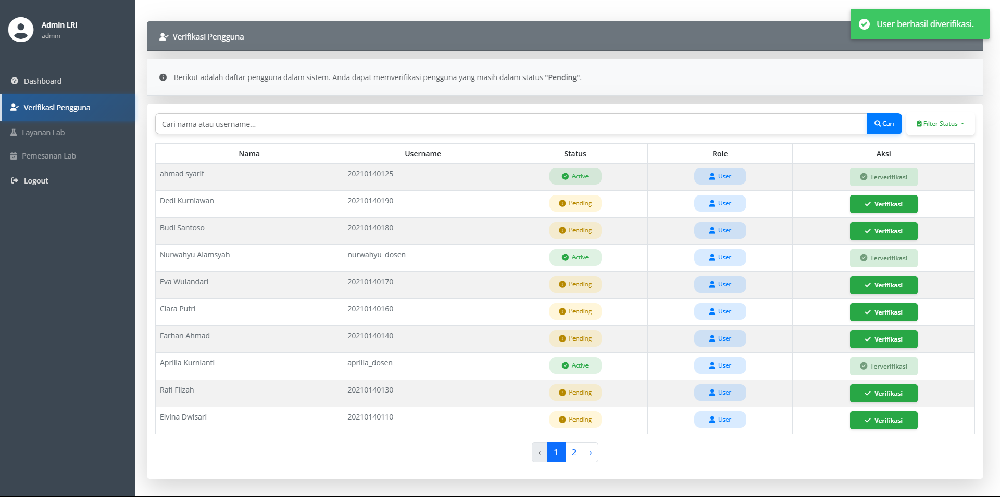 Admin LRI
admin
Dashboard
Verifikasi Pengguna
Layanan Lab
Pemesanan Lab
Logout
Verifikasi Pengguna
User berhasil diverifikasi.
Berikut adalah daftar pengguna dalam sistem. Anda dapat memverifikasi pengguna yang masih dalam status "Pending".
Cari nama atau username...
Cari
Filter Status
Nama Username Status Role Aksi
ahmad syarif 20210140125 Active User Terverifikasi
Dedi Kurniawan 20210140190 Pending User Verifikasi
Budi Santoso 20210140180 Pending User Verifikasi
Nurwahyu Alamsyah nurwahyu_dosen Active User Terverifikasi
Eva Wulandari 20210140170 Pending User Verifikasi
Clara Putri 20210140160 Pending User Verifikasi
Farhan Ahmad 20210140140 Pending User Verifikasi
Aprilia Kurnianti aprilia_dosen Active User Terverifikasi
Rafi Filzah 20210140130 Pending User Verifikasi
Elvina Dwisari 20210140110 Pending User Verifikasi
‹ 1 2 ›